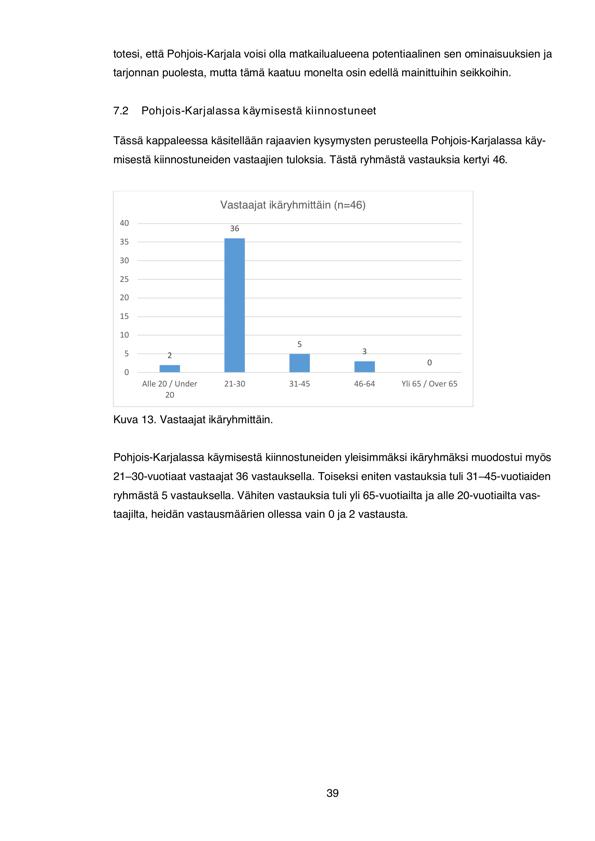 totesi, että Pohjois-Karjala voisi olla matkailualueena potentiaalinen sen ominaisuuksien ja
tarjonnan puolesta, mutta tämä kaatuu monelta osin edellä mainittuihin seikkoihin.
7.2 Pohjois-Karjalassa käymisestä kiinnostuneet
Tässä kappaleessa käsitellään rajaavien kysymysten perusteella Pohjois-Karjalassa käy-
misestä kiinnostuneiden vastaajien tuloksia. Tästä ryhmästä vastauksia kertyi 46.
Vastaajat ikäryhmittäin (n=46)
40
35
30
25
20
15
10
5
0
2
36
5
3
0
Alle 20 / Under
20
21-30
31-45
46-64
Yli 65 / Over 65
Kuva 13. Vastaajat ikäryhmittäin.
Pohjois-Karjalassa käymisestä kiinnostuneiden yleisimmäksi ikäryhmäksi muodostui myös
21–30-vuotiaat vastaajat 36 vastauksella. Toiseksi eniten vastauksia tuli 31–45-vuotiaiden
ryhmästä 5 vastauksella. Vähiten vastauksia tuli yli 65-vuotiailta ja alle 20-vuotiailta vas-
taajilta, heidän vastausmäärien ollessa vain 0 ja 2 vastausta.
39